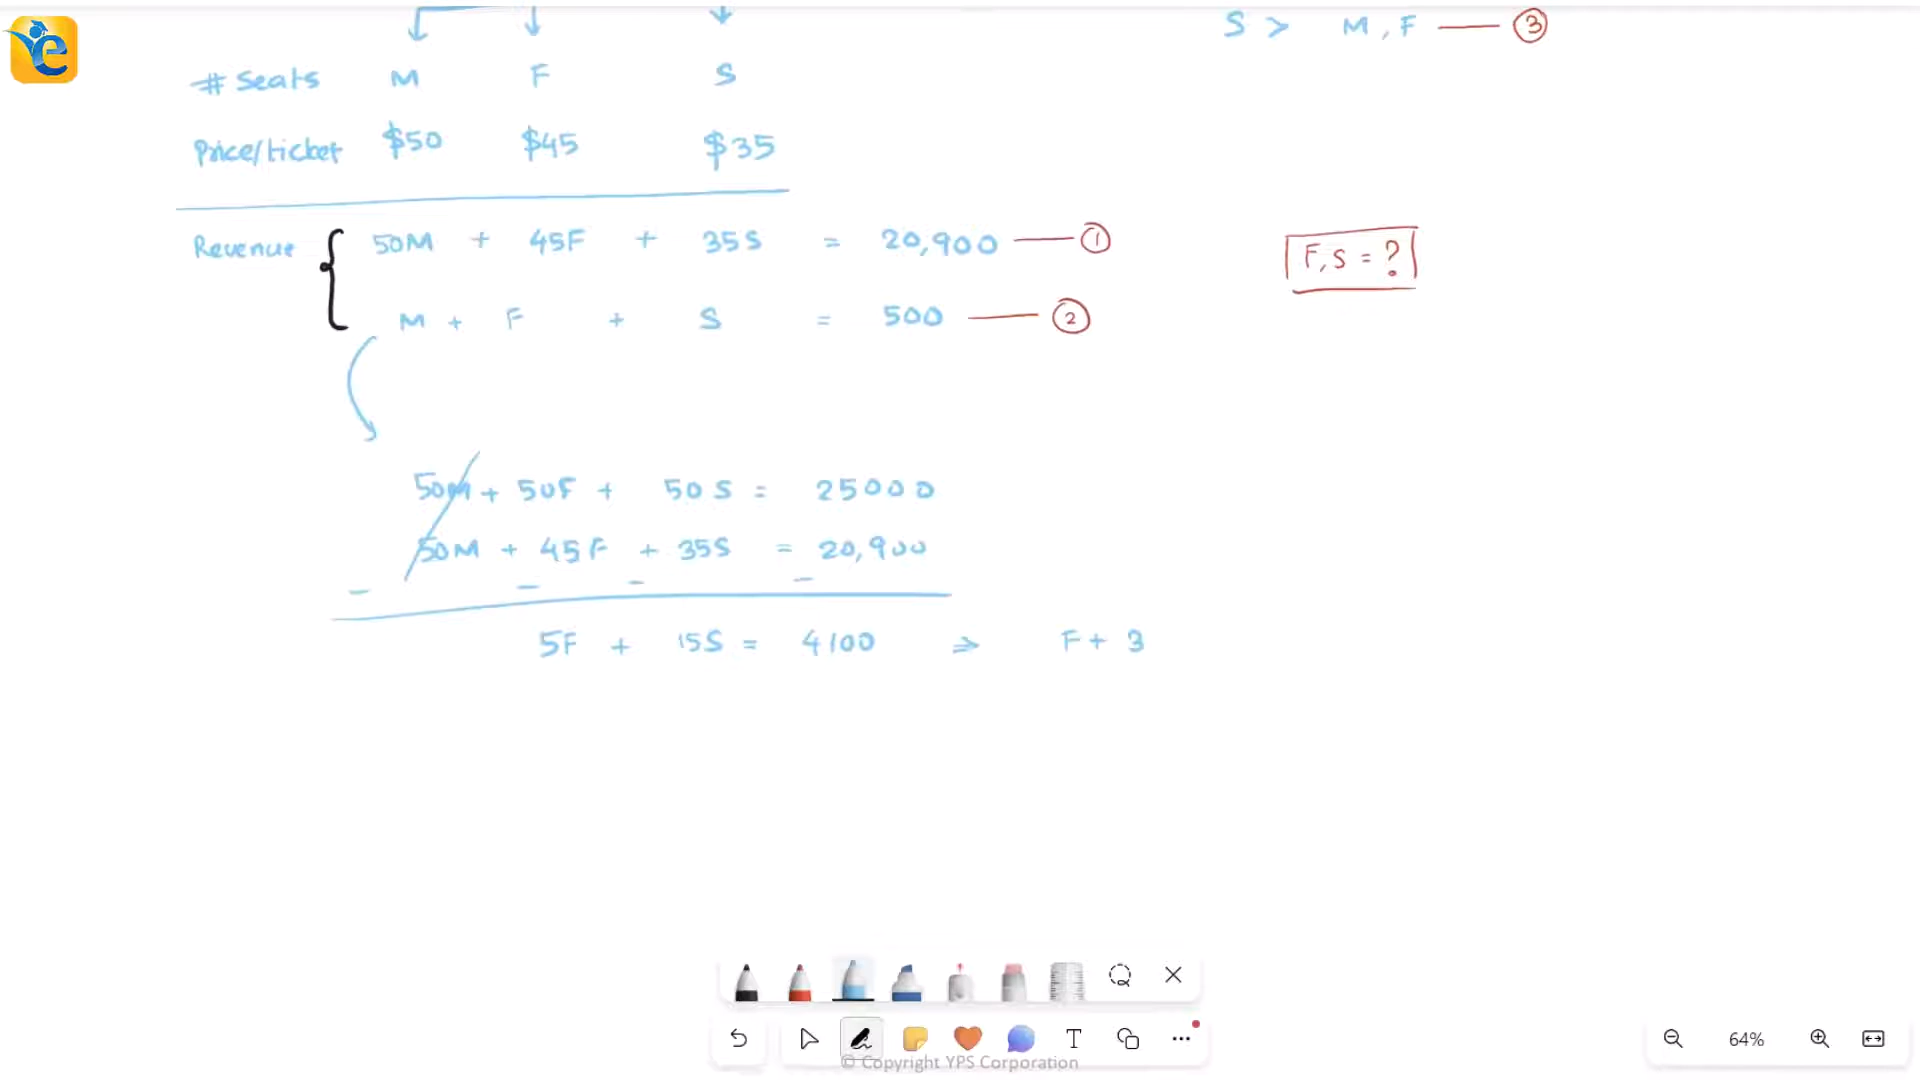 S > M, F — ③
# Seats M F S
Price/ticket $50 $45 $35
Revenue 50M + 45F + 35S = 20,900 — ①
F, S = ?
M + F + S = 500 — ②
50M + 50F + 50S = 25000
50M + 45F + 35S = 20,900
- - - -
5F + 15S = 4100 ⇒ F + 3
64%
© Copyright YPS Corporation